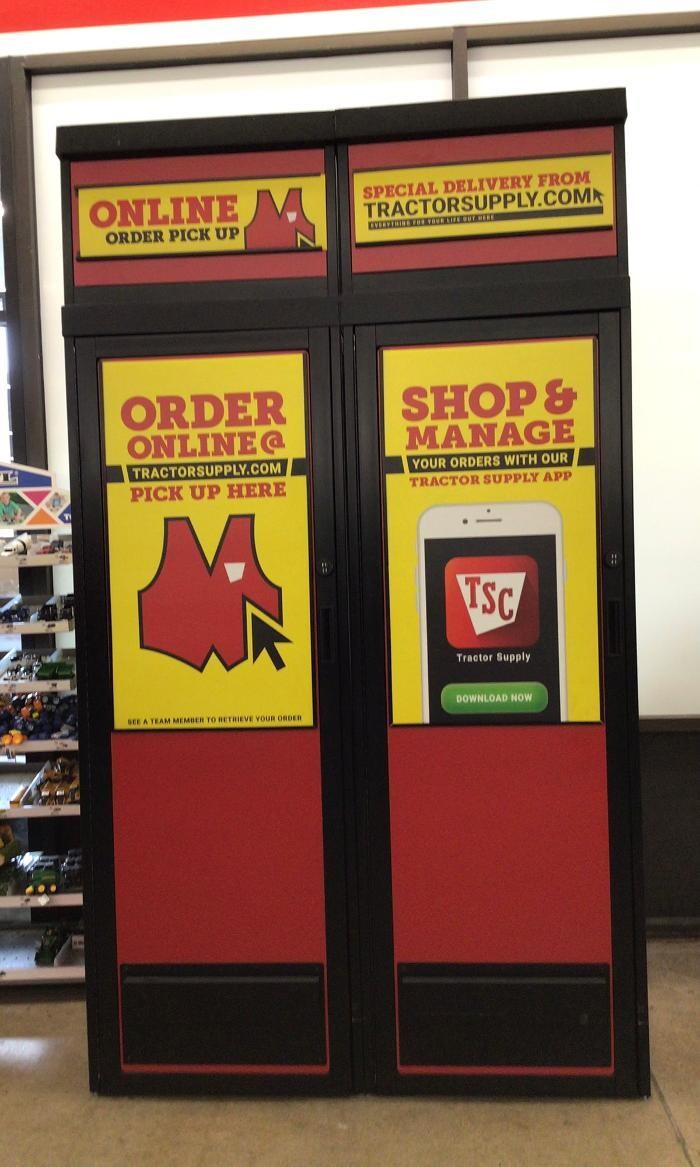 ONLINE
ORDER PICK UP
SPECIAL DELIVERY FROM
TRACTORSUPPLY.COM
EVERYTHING FOR YOUR LIFE OUT HERE
ORDER
ONLINE@
TRACTORSUPPLY.COM
PICK UP HERE
SEE A TEAM MEMBER TO RETRIEVE YOUR ORDER
SHOP &
MANAGE
YOUR ORDERS WITH OUR
TRACTOR SUPPLY APP
TSC
Tractor Supply
DOWNLOAD NOW